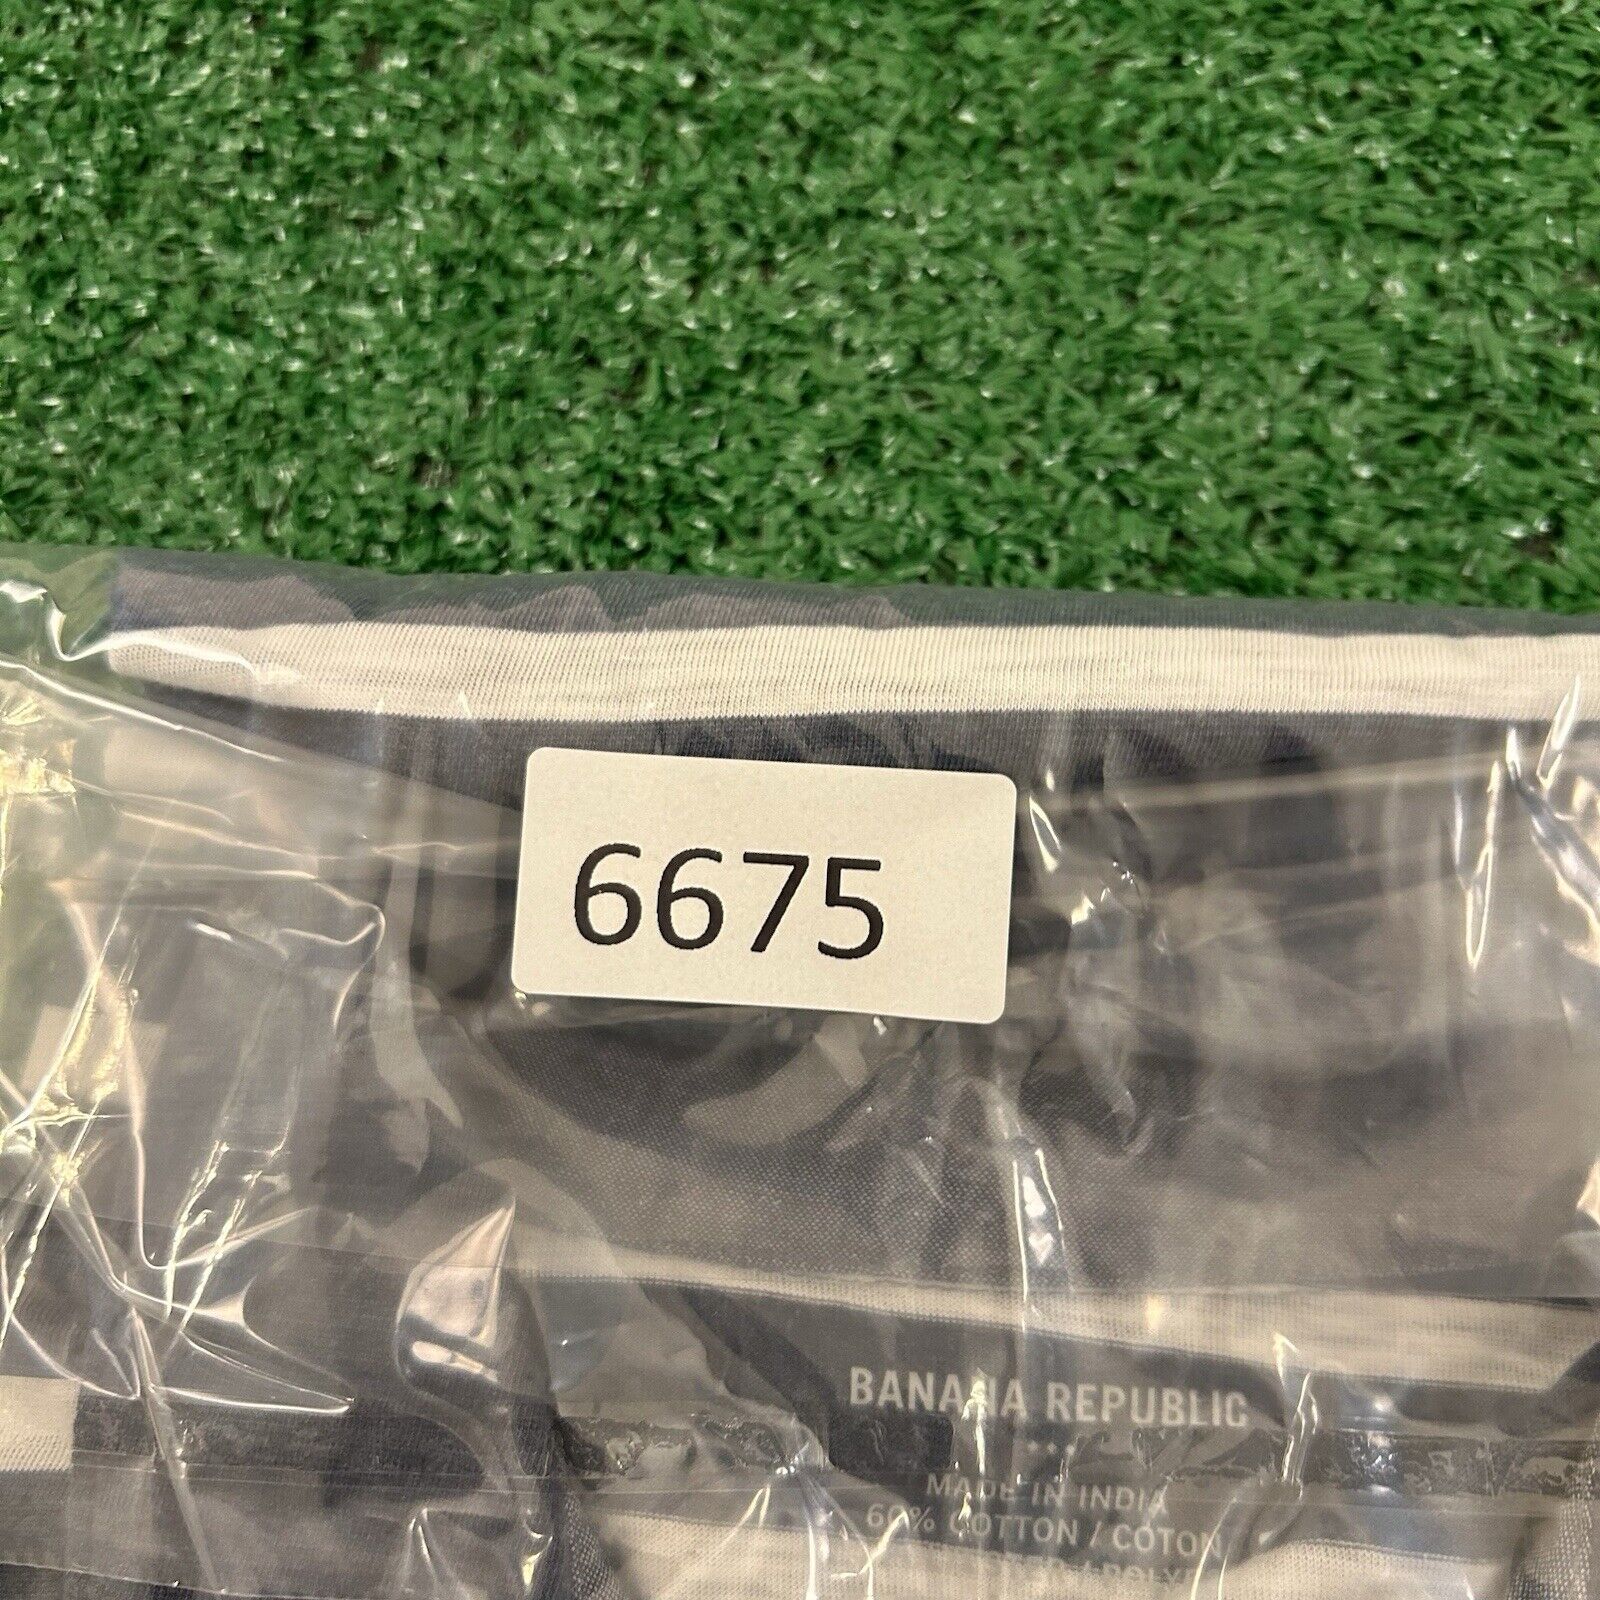 6675
BANANA REPUBLIC
MADE IN INDIA
60% COTTON / COTON